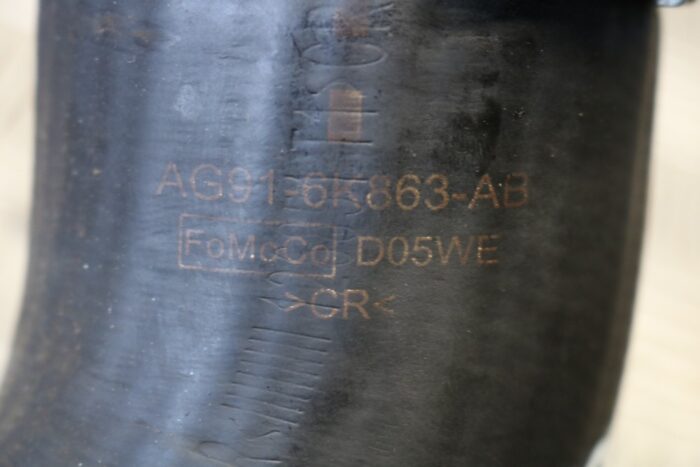 AG91-6K863-AB
FoMoCo D05WE
>CR<